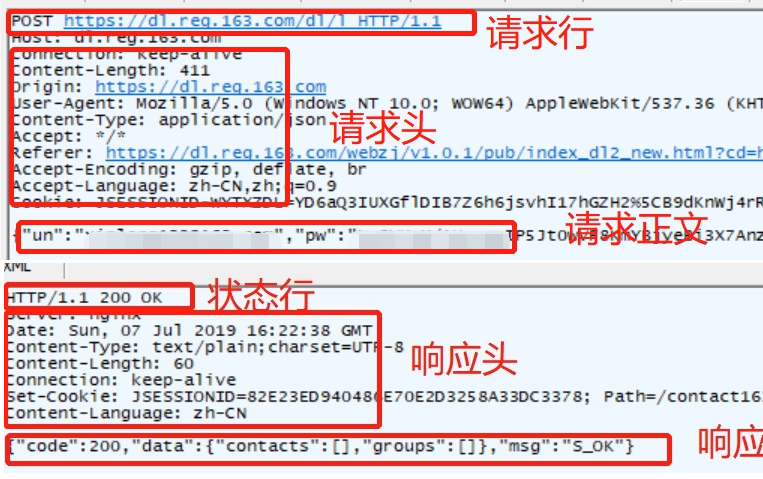 POST https://dl.reg.163.com/dl/l HTTP/1.1
请求行
Host: dl.reg.163.com
Connection: keep-alive
Content-Length: 411
Origin: https://dl.reg.163.com
User-Agent: Mozilla/5.0 (Windows NT 10.0; WOW64) AppleWebKit/537.36 (KHT
Content-Type: application/json
请求头
Accept: */*
Referer: https://dl.reg.163.com/webzj/v1.0.1/pub/index_dl2_new.html?cd=h
Accept-Encoding: gzip, deflate, br
Accept-Language: zh-CN,zh;q=0.9
Cookie: JSESSIONID-WYTXZDL=YD6aQ3IUXGflDIB7Z6h6jsvhI17hGZH2%5CB9dKnWj4rR
请求正文
{"un":" ","pw":"
XML
HTTP/1.1 200 OK
状态行
Server: nginx
Date: Sun, 07 Jul 2019 16:22:38 GMT
Content-Type: text/plain;charset=UTF-8
响应头
Content-Length: 60
Connection: keep-alive
Set-Cookie: JSESSIONID=82E23ED940486E70E2D3258A33DC3378; Path=/contact163
Content-Language: zh-CN
{"code":200,"data":{"contacts":[],"groups":[]},"msg":"S_OK"}
响应